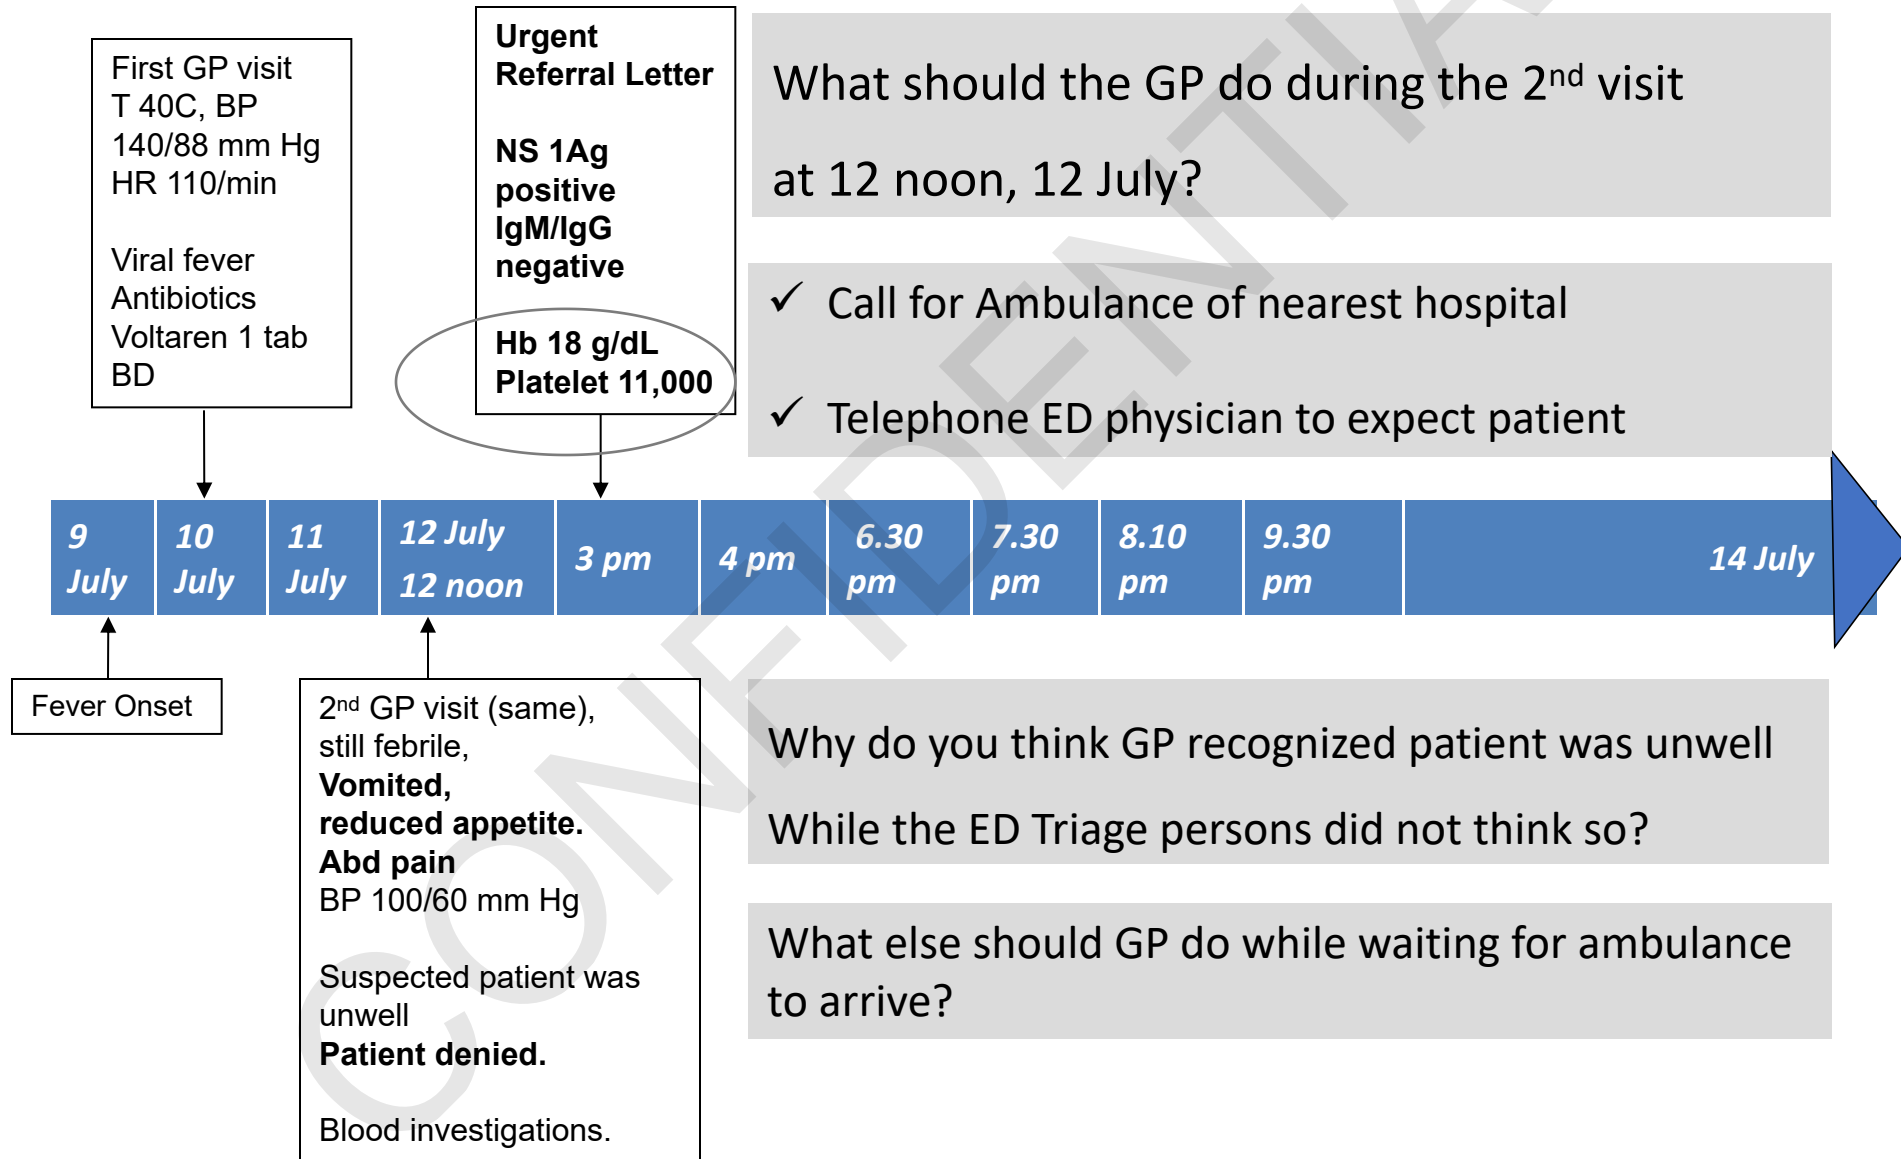 First GP visit
T 40C, BP
140/88 mm Hg
HR 110/min
Viral fever
Antibiotics
Voltaren 1 tab
BD
Urgent
Referral Letter
NS 1Ag
positive
IgM/IgG
negative
Hb 18 g/dL
Platelet 11,000
What should the GP do during the 2nd visit
at 12 noon, 12 July?
✓ Call for Ambulance of nearest hospital
✓ Telephone ED physician to expect patient
9
July
10
July
11
July
12 July
12 noon
3 pm
4 pm
6.30
pm
7.30
pm
8.10
pm
9.30
pm
14 July
Fever Onset
2nd GP visit (same),
still febrile,
Vomited,
reduced appetite.
Abd pain
BP 100/60 mm Hg
Suspected patient was
unwell
Patient denied.
Blood investigations.
Why do you think GP recognized patient was unwell
While the ED Triage persons did not think so?
What else should GP do while waiting for ambulance
to arrive?
CONFIDENTIAL